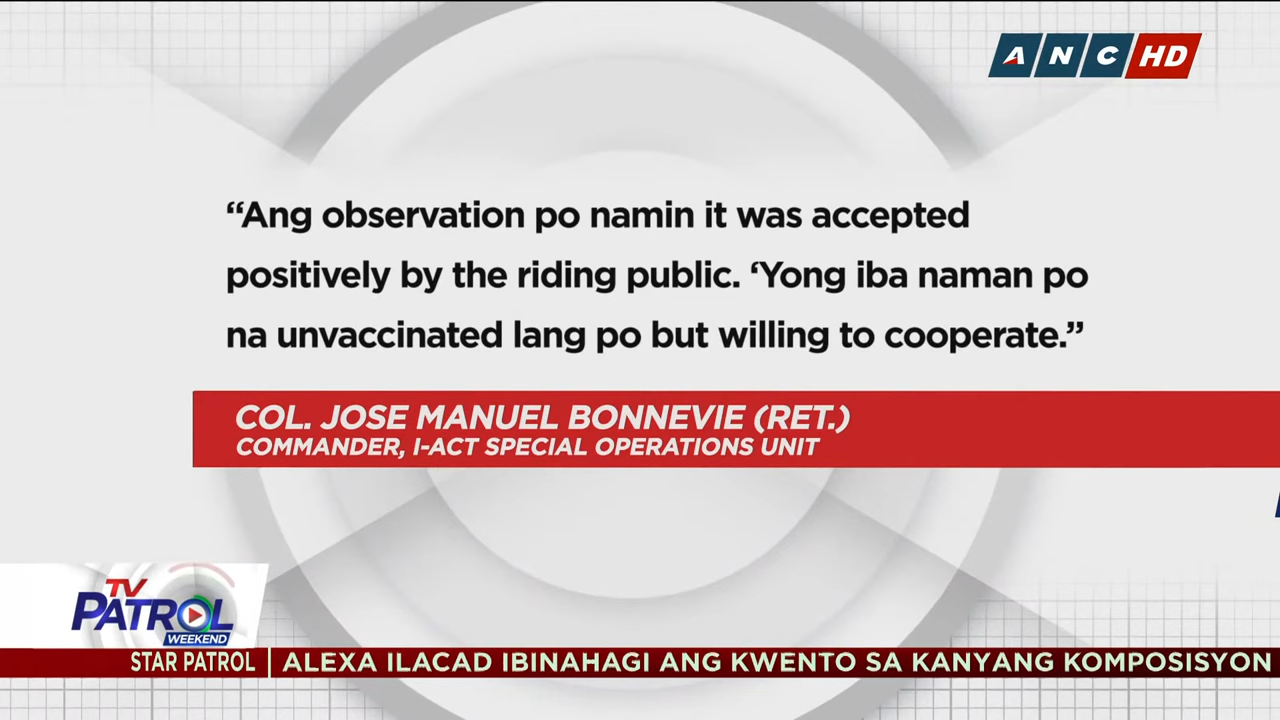 ANC HD
“Ang observation po namin it was accepted
positively by the riding public. ‘Yong iba naman po
na unvaccinated lang po but willing to cooperate.”
COL. JOSE MANUEL BONNEVIE (RET.)
COMMANDER, I-ACT SPECIAL OPERATIONS UNIT
TV
PATROL
WEEKEND
STAR PATROL | ALEXA ILACAD IBINAHAGI ANG KWENTO SA KANYANG KOMPOSISYON